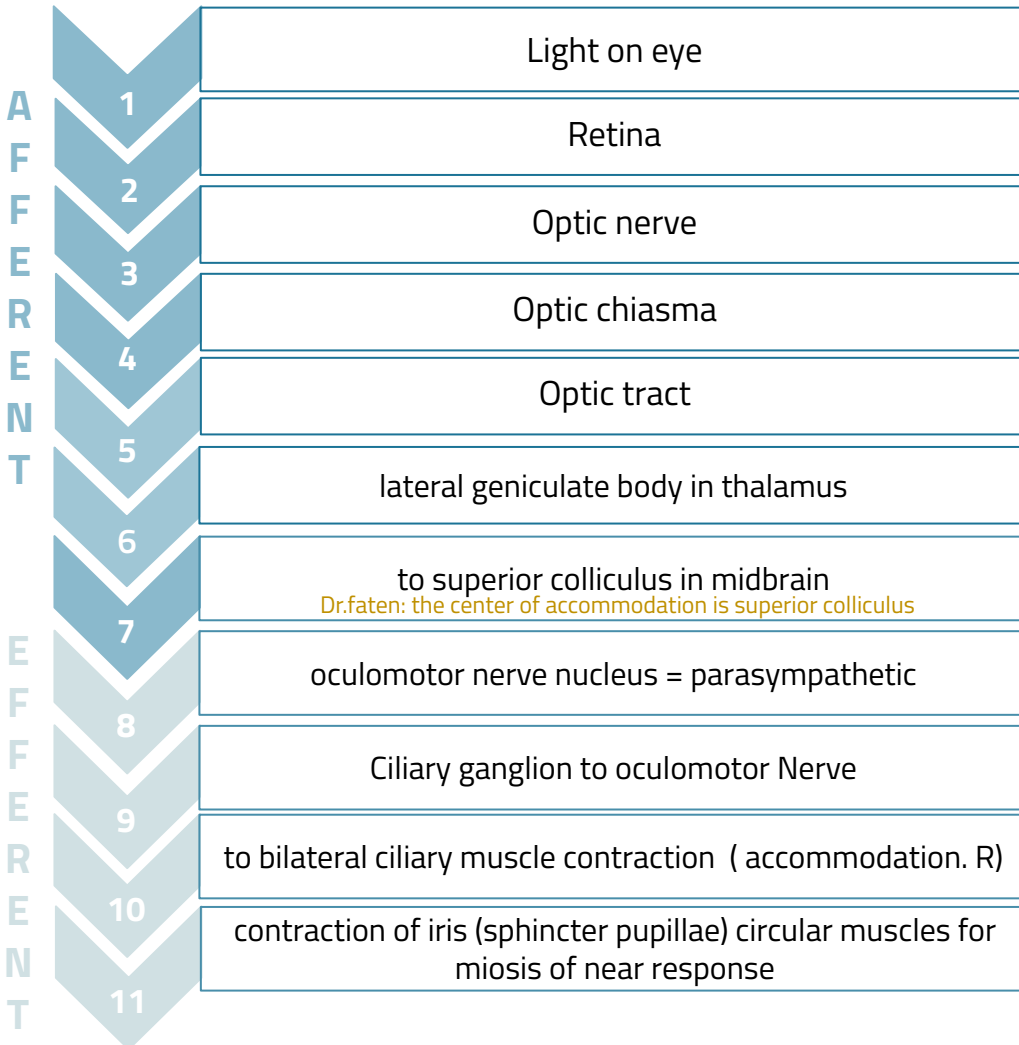 AFFERENT
1
Light on eye
2
Retina
3
Optic nerve
4
Optic chiasma
5
Optic tract
6
lateral geniculate body in thalamus
7
to superior colliculus in midbrain
Dr.faten: the center of accommodation is superior colliculus
EFFERENT
8
oculomotor nerve nucleus = parasympathetic
9
Ciliary ganglion to oculomotor Nerve
10
to bilateral ciliary muscle contraction ( accommodation. R)
11
contraction of iris (sphincter pupillae) circular muscles for
miosis of near response